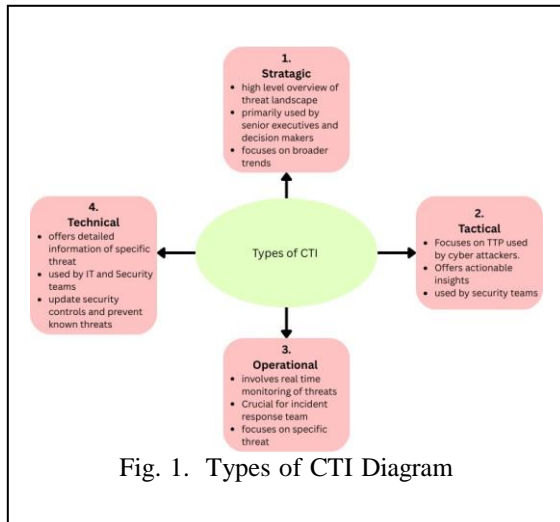 1.
Stratagic
• high level overview of
threat landscape
• primarily used by
senior executives and
decision makers
• focuses on broader
trends
4.
Technical
• offers detailed
information of specific
threat
• used by IT and Security
teams
• update security
controls and prevent
known threats
Types of CTI
2.
Tactical
• Focuses on TTP used
by cyber attackers.
• Offers actionable
insights
• used by security teams
3.
Operational
• involves real time
monitoring of threats
• Crucial for incident
response team
• focuses on specific
threat
Fig. 1. Types of CTI Diagram